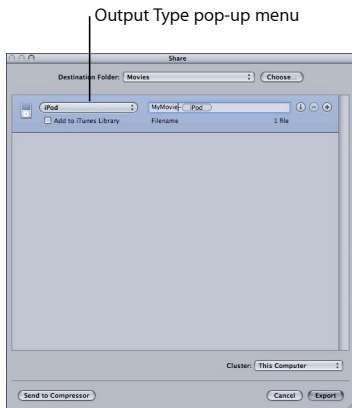 Output Type pop-up menu
Share
Destination Folder: Movies Choose...
iPod MyMovie- iPod
Add to iTunes Library Filename 1 file
Cluster: This Computer
Send to Compressor Cancel Export